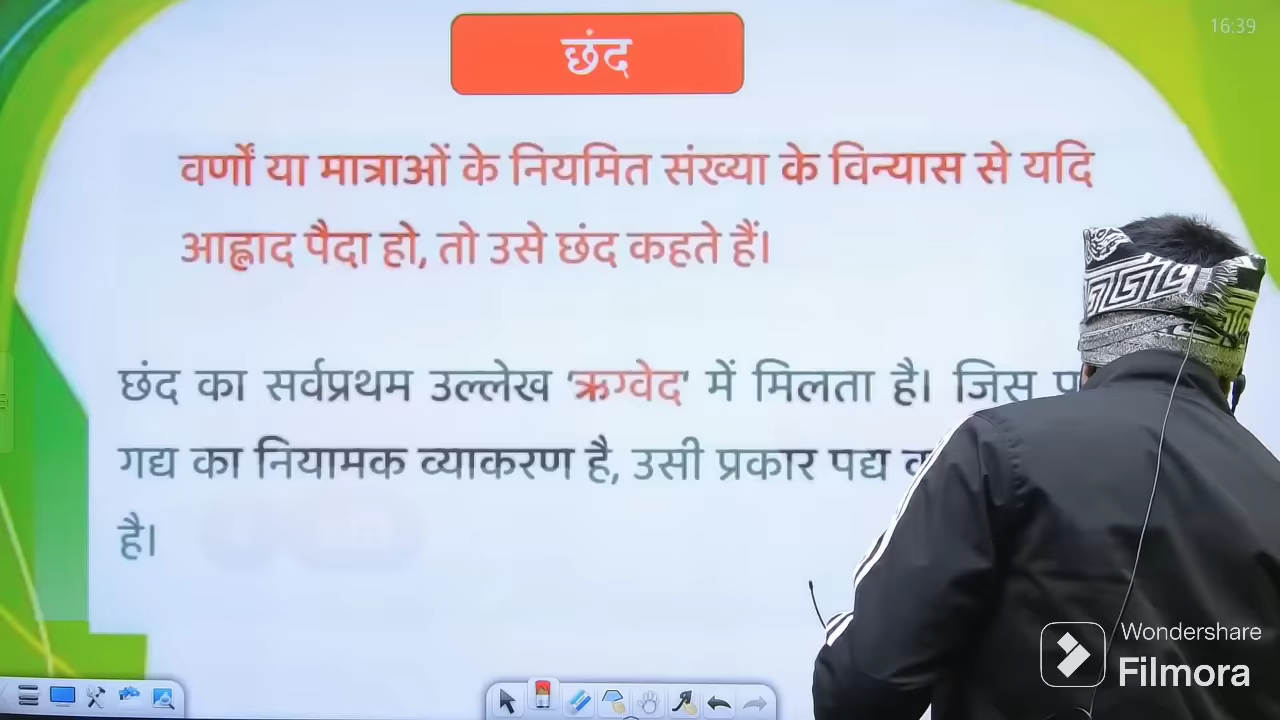 16:39
छंद
वर्णों या मात्राओं के नियमित संख्या के विन्यास से यदि
आह्लाद पैदा हो, तो उसे छंद कहते हैं।
छंद का सर्वप्रथम उल्लेख 'ऋग्वेद' में मिलता है। जिस
गद्य का नियामक व्याकरण है, उसी प्रकार पद्य
है।
Wondershare
Filmora